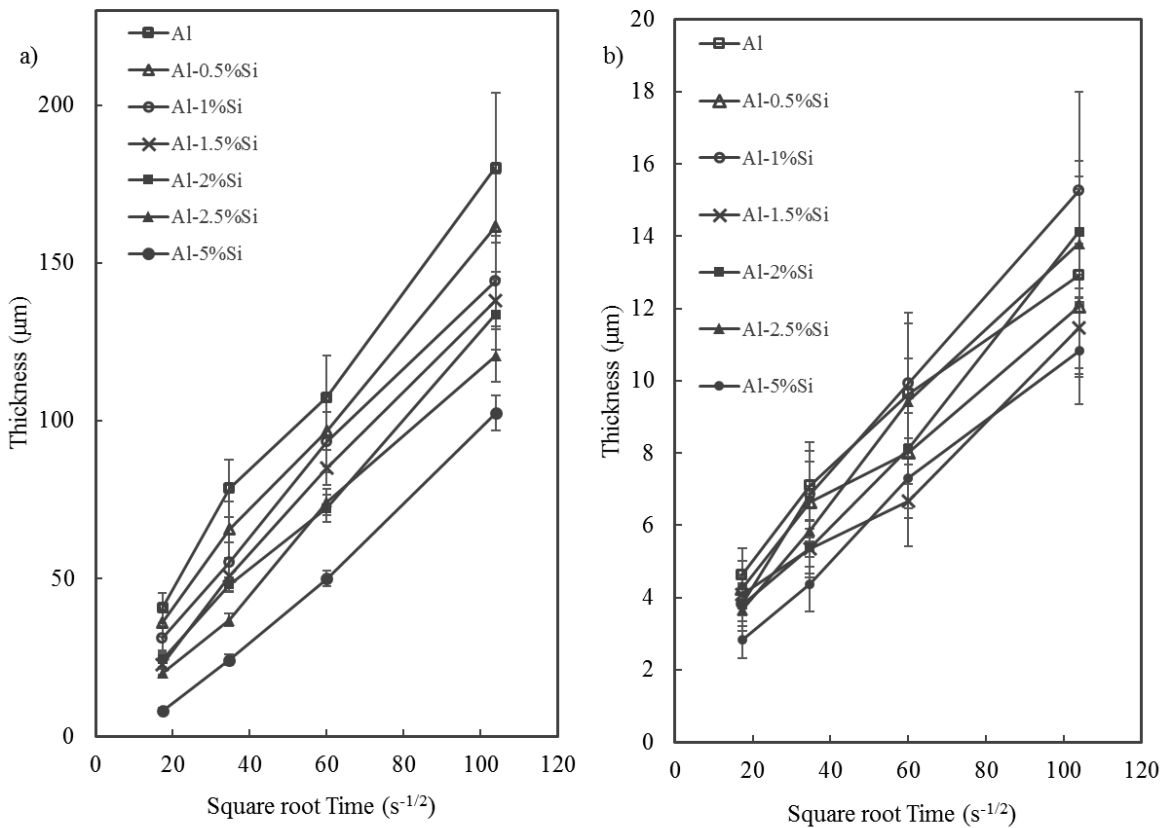 a)
Al
Al-0.5%Si
Al-1%Si
Al-1.5%Si
Al-2%Si
Al-2.5%Si
Al-5%Si
200
150
100
50
0
Thickness (µm)
0 20 40 60 80 100 120
Square root Time (s-1/2)
b)
Al
Al-0.5%Si
Al-1%Si
Al-1.5%Si
Al-2%Si
Al-2.5%Si
Al-5%Si
20
18
16
14
12
10
8
6
4
2
0
Thickness (µm)
0 20 40 60 80 100 120
Square root Time (s-1/2)